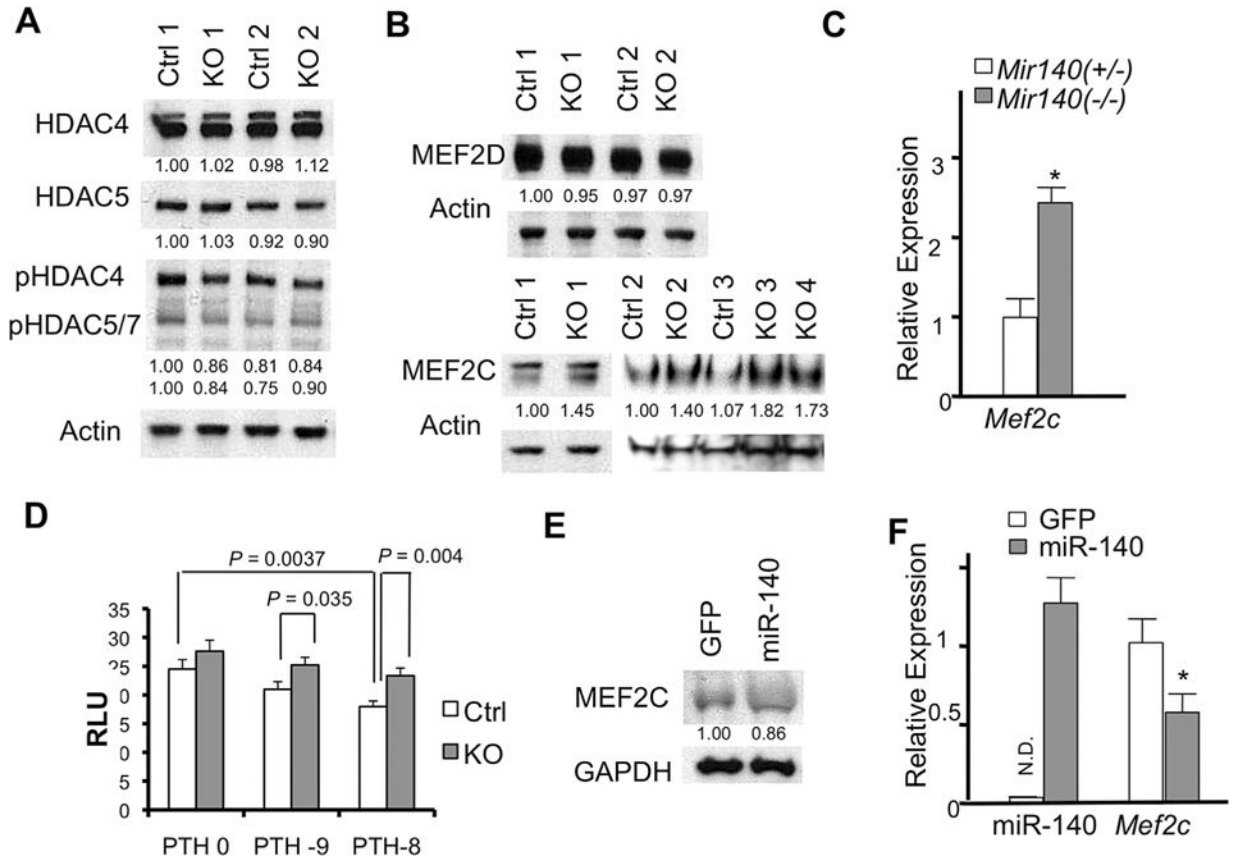 A
Ctrl 1 KO 1 Ctrl 2 KO 2
HDAC4
1.00 1.02 0.98 1.12
HDAC5
1.00 1.03 0.92 0.90
pHDAC4
pHDAC5/7
1.00 0.86 0.81 0.84
1.00 0.84 0.75 0.90
Actin
B
Ctrl 1 KO 1 Ctrl 2 KO 2
MEF2D
1.00 0.95 0.97 0.97
Actin
Ctrl 1 KO 1 Ctrl 2 KO 2 Ctrl 3 KO 3 KO 4
MEF2C
1.00 1.45 1.00 1.40 1.07 1.82 1.73
Actin
C
Mir140(+/-)
Mir140(-/-)
Relative Expression
3
2
1
0
*
Mef2c
D
P = 0.0037
P = 0.004
P = 0.035
RLU
35
30
25
0
5
0
5
0
Ctrl
KO
PTH 0 PTH -9 PTH-8
E
GFP miR-140
MEF2C
1.00 0.86
GAPDH
F
GFP
miR-140
Relative Expression
1
0.5
0
N.D.
*
miR-140 Mef2c